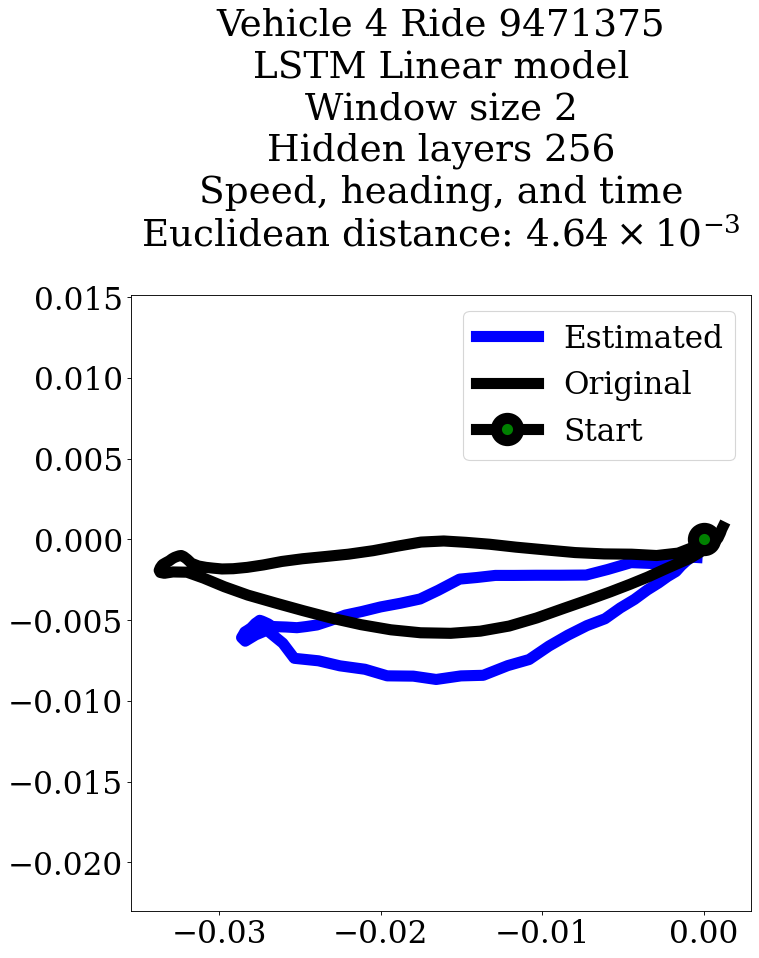 Vehicle 4 Ride 9471375
LSTM Linear model
Window size 2
Hidden layers 256
Speed, heading, and time
Euclidean distance: 4.64 × 10⁻³
Estimated
Original
Start
0.015
0.010
0.005
0.000
−0.005
−0.010
−0.015
−0.020
−0.03 −0.02 −0.01 0.00